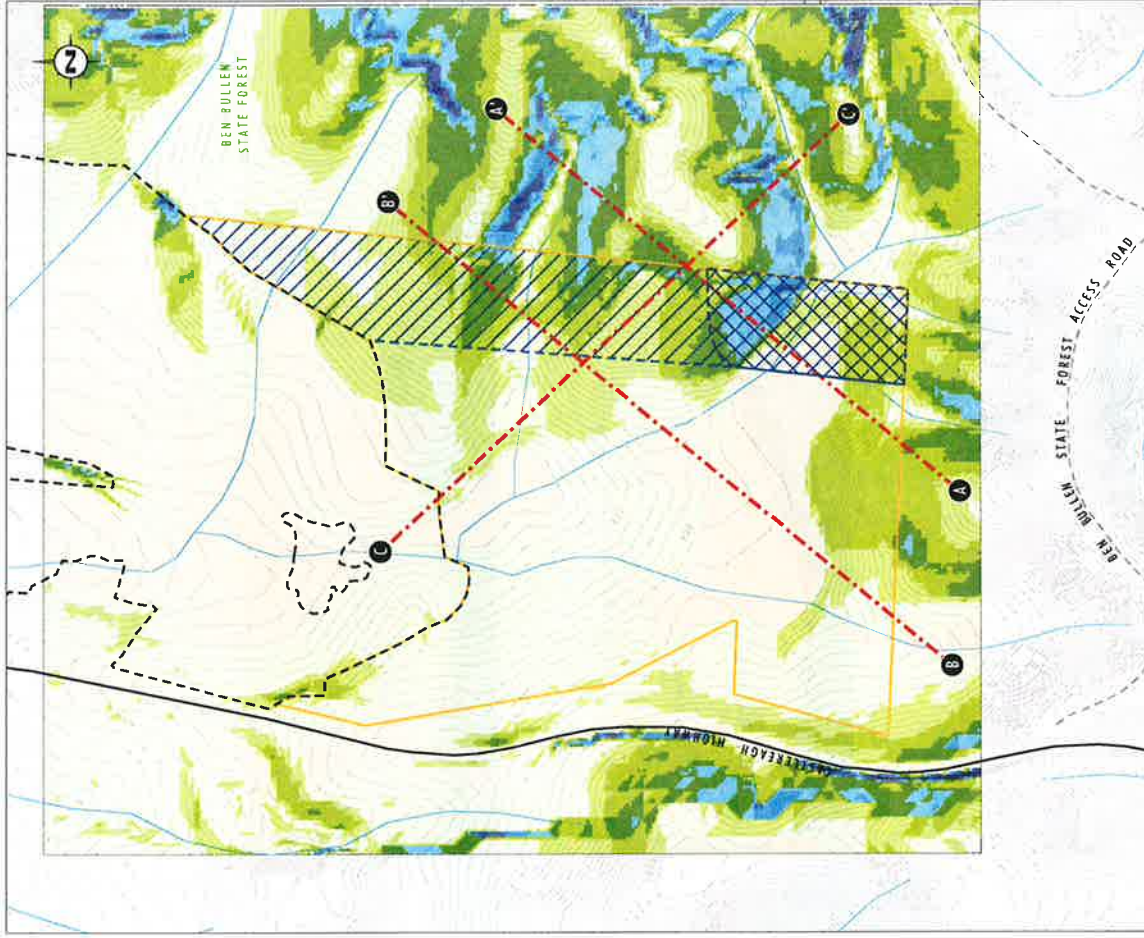 N
BEN BULLEN
STATE FOREST
A'
B'
C'
C
A
B
CASTLEREAGH HIGHWAY
BEN BULLEN STATE FOREST ACCESS ROAD